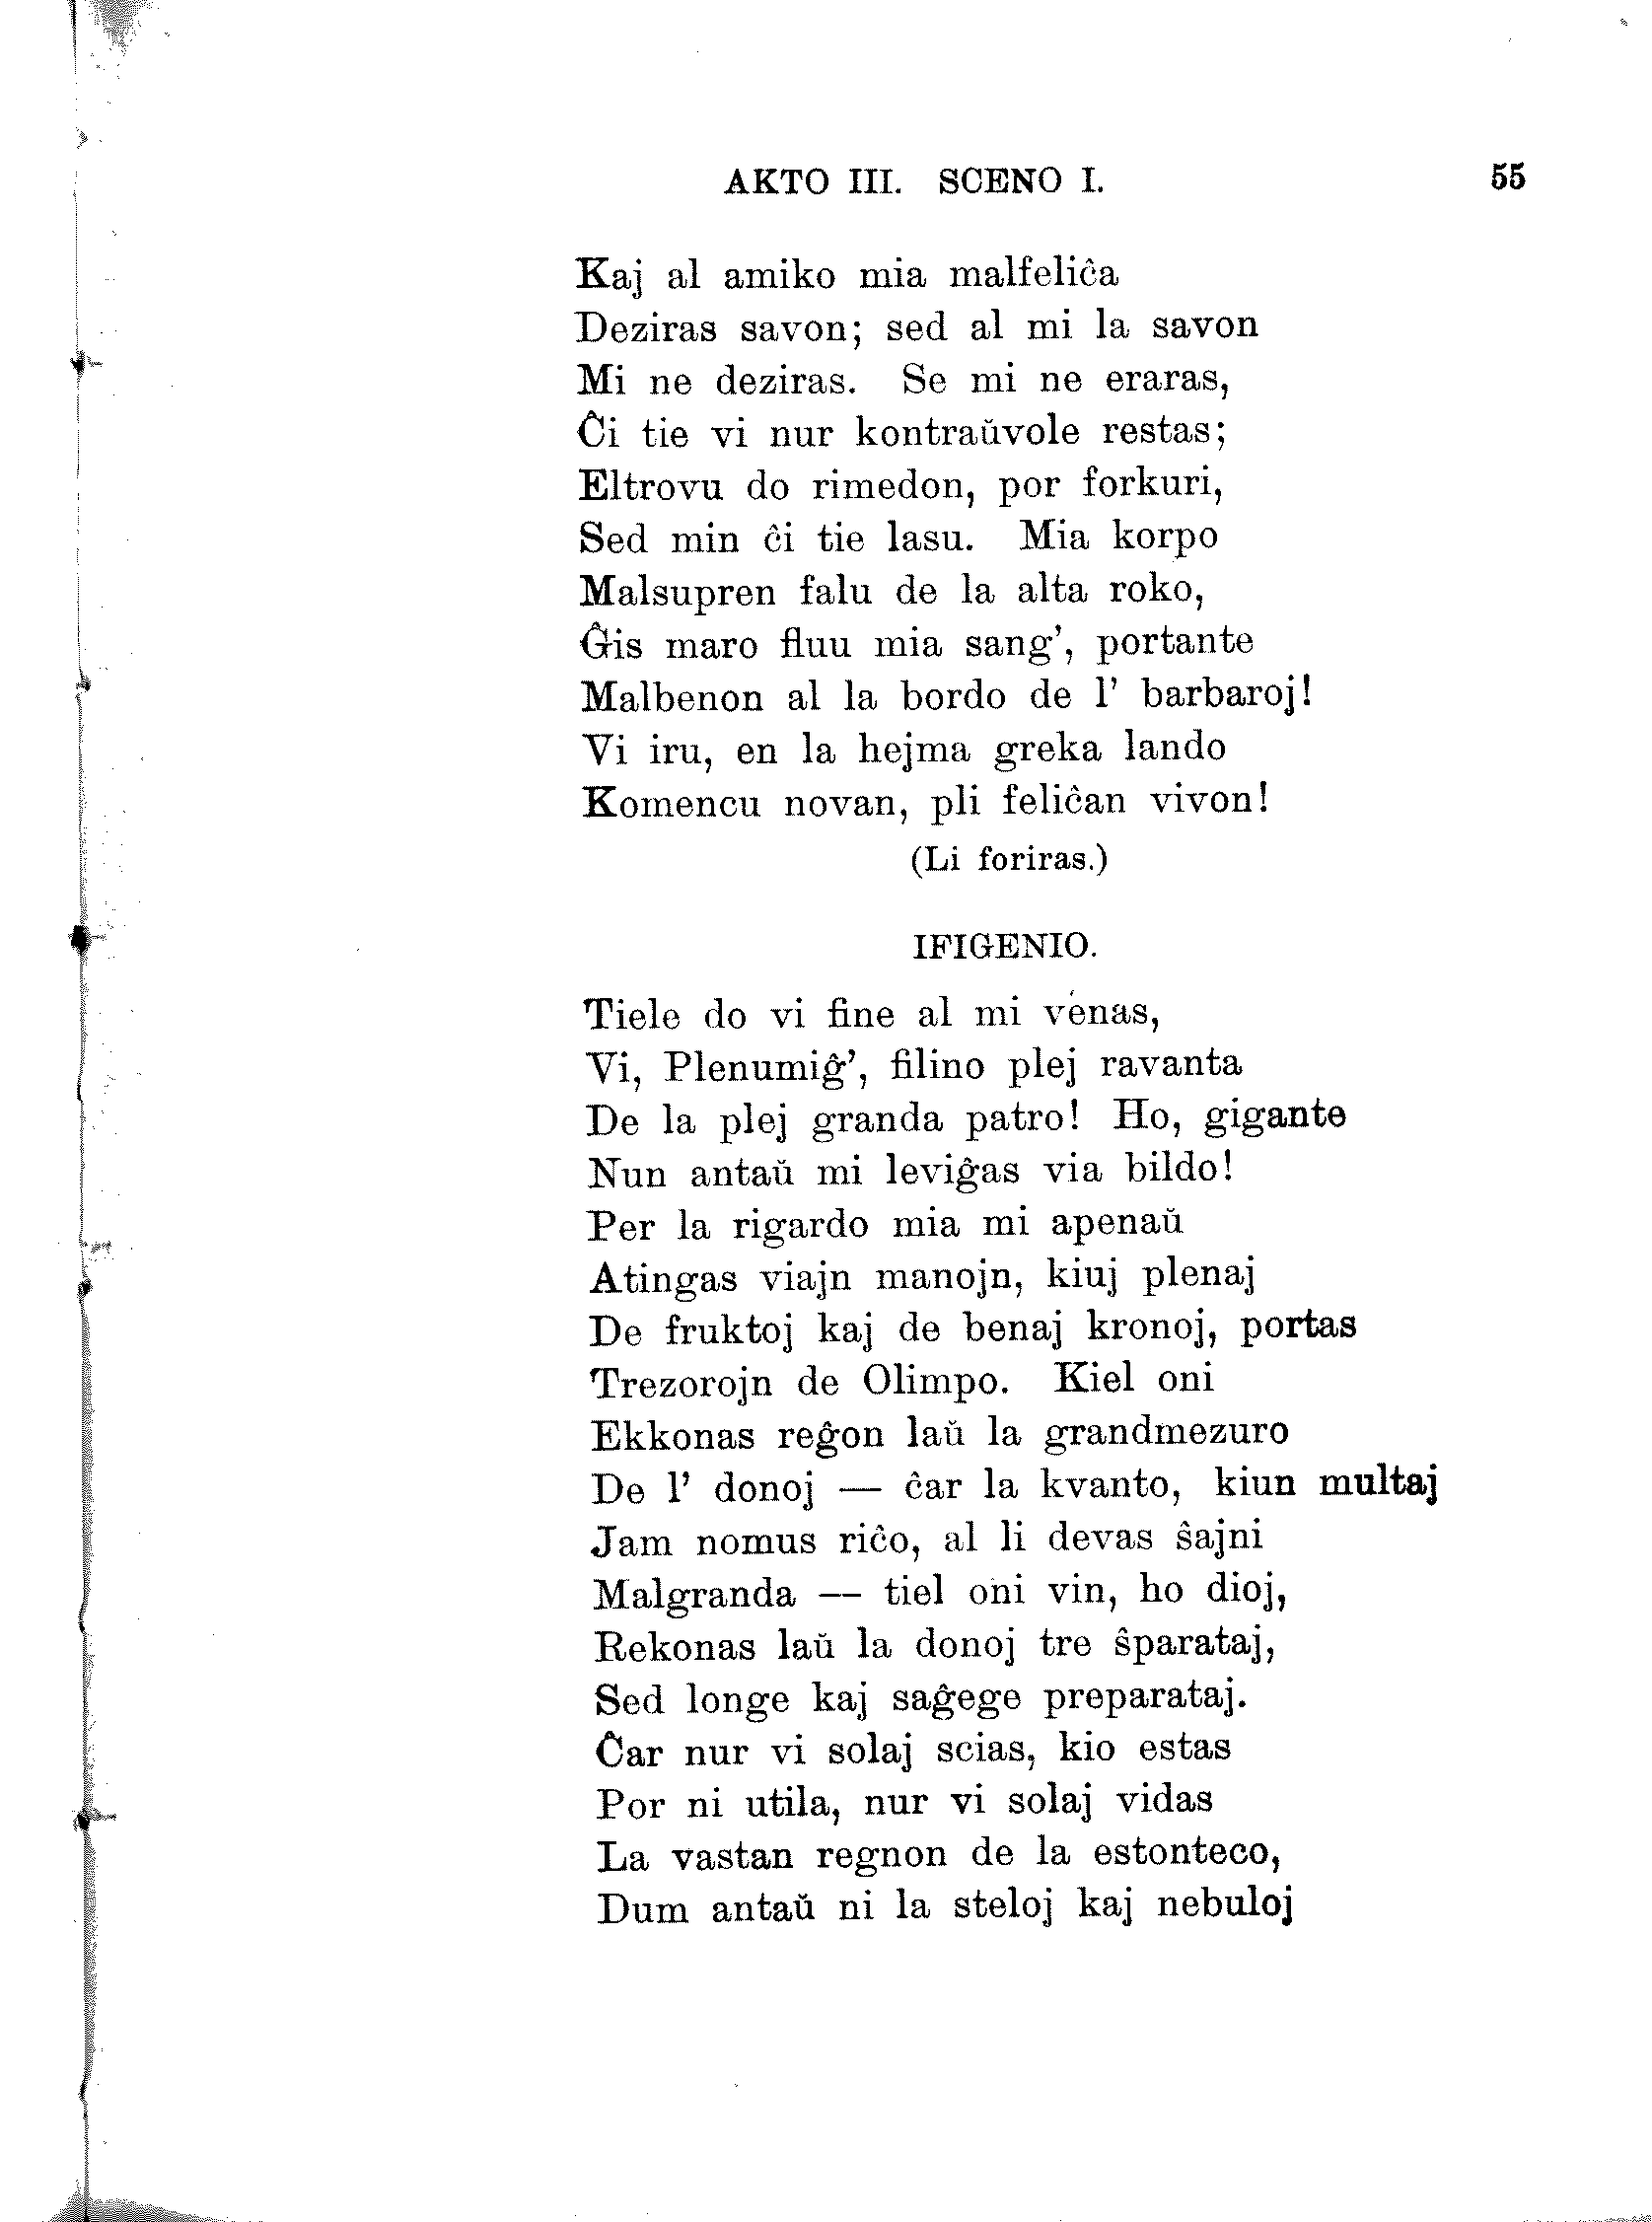 AKTO III. SCENO I. 55
Kaj al amiko mia malfeliĉa
Deziras savon; sed al mi la savon
Mi ne deziras. Se mi ne eraras,
Ĉi tie vi nur kontraŭvole restas;
Eltrovu do rimedon, por forkuri,
Sed min ĉi tie lasu. Mia korpo
Malsupren falu de la alta roko,
Ĝis maro fluu mia sang’, portante
Malbenon al la bordo de l’ barbaroj!
Vi iru, en la hejma greka lando
Komencu novan, pli feliĉan vivon!
(Li foriras.)
IFIGENIO.
Tiele do vi fine al mi venas,
Vi, Plenumiĝ’, filino plej ravanta
De la plej granda patro! Ho, gigante
Nun antaŭ mi leviĝas via bildo!
Per la rigardo mia mi apenaŭ
Atingas viajn manojn, kiuj plenaj
De fruktoj kaj de benaj kronoj, portas
Trezorojn de Olimpo. Kiel oni
Ekkonas reĝon laŭ la grandmezuro
De l’ donoj — ĉar la kvanto, kiun multaj
Jam nomus riĉo, al li devas ŝajni
Malgranda — tiel oni vin, ho dioj,
Rekonas laŭ la donoj tre ŝparataj,
Sed longe kaj saĝege preparataj.
Ĉar nur vi solaj scias, kio estas
Por ni utila, nur vi solaj vidas
La vastan regnon de la estonteco,
Dum antaŭ ni la steloj kaj nebuloj